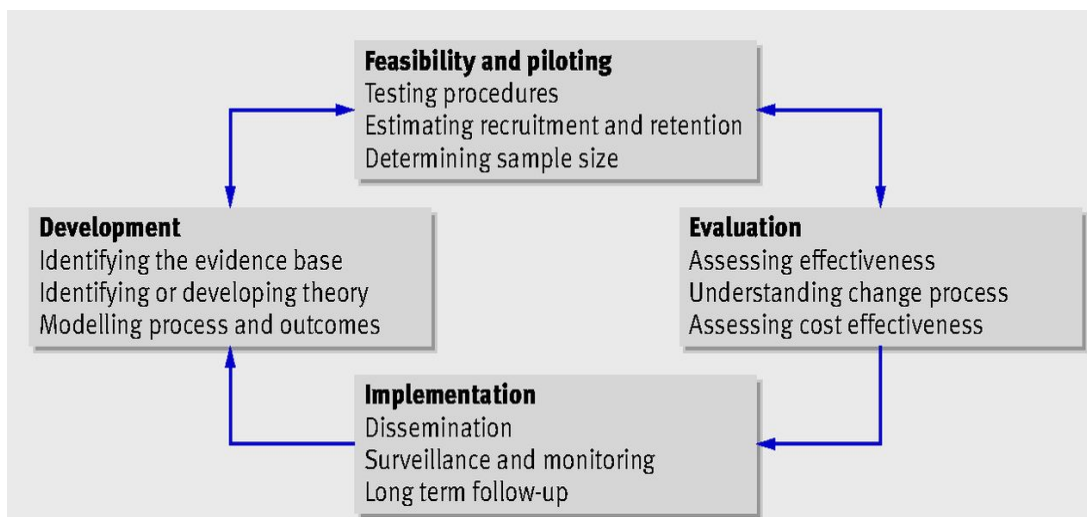 Feasibility and piloting
Testing procedures
Estimating recruitment and retention
Determining sample size
Development
Identifying the evidence base
Identifying or developing theory
Modelling process and outcomes
Evaluation
Assessing effectiveness
Understanding change process
Assessing cost effectiveness
Implementation
Dissemination
Surveillance and monitoring
Long term follow-up